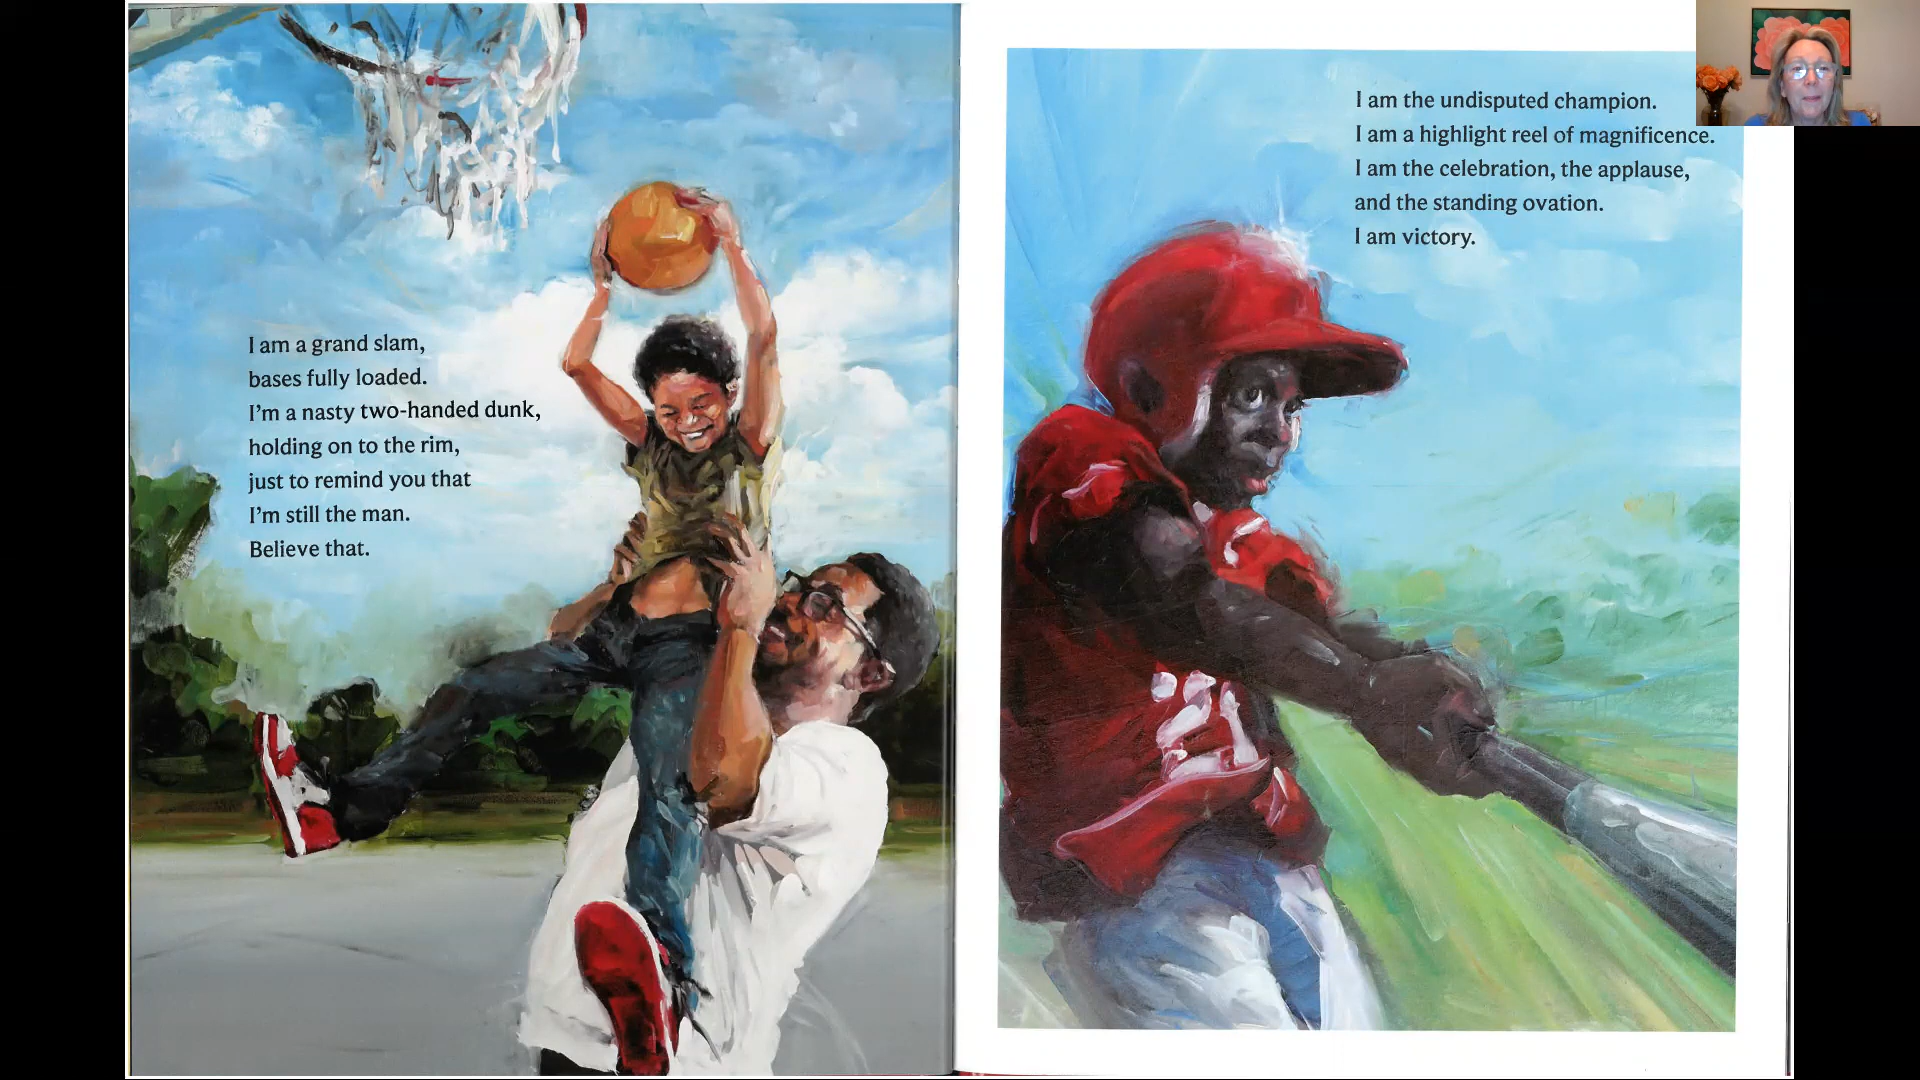 I am a grand slam,
bases fully loaded.
I'm a nasty two-handed dunk,
holding on to the rim,
just to remind you that
I'm still the man.
Believe that.
I am the undisputed champion.
I am a highlight reel of magnificence.
I am the celebration, the applause,
and the standing ovation.
I am victory.